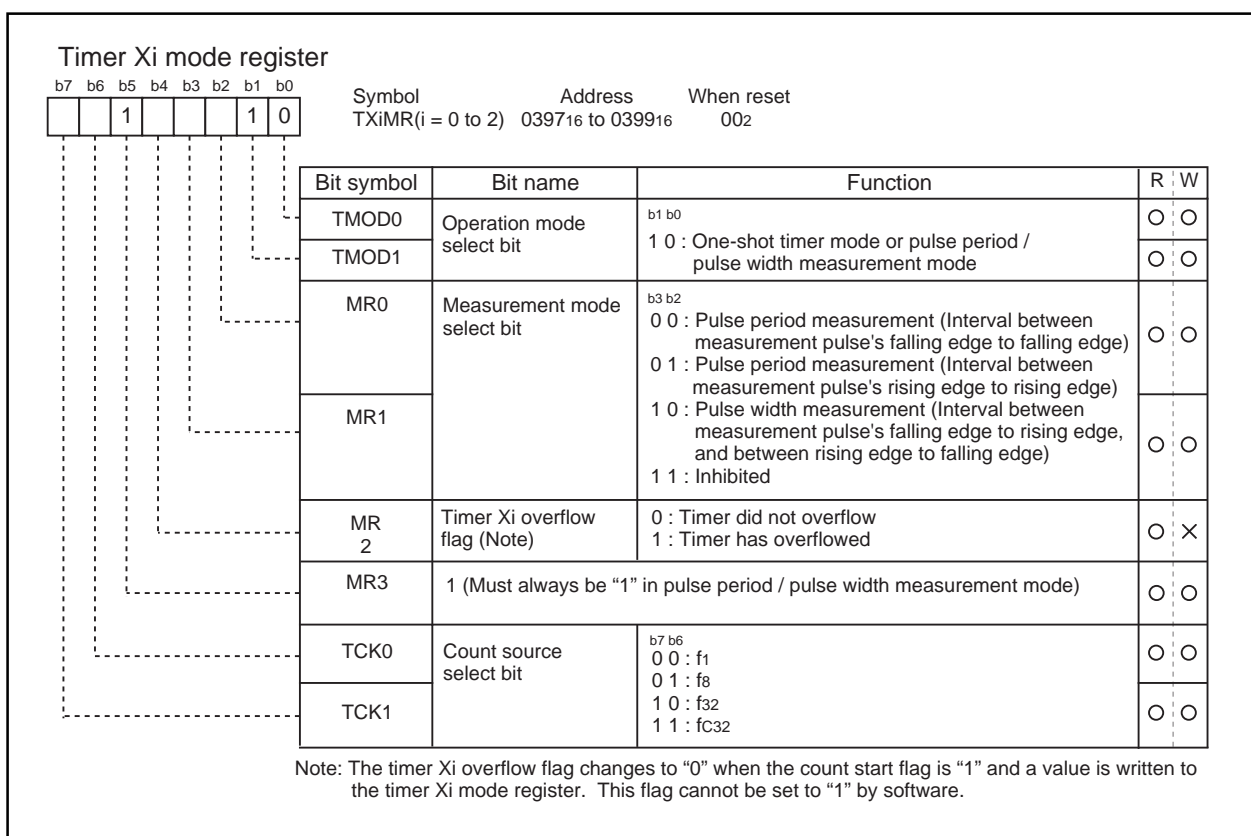 Timer Xi mode register
b7 b6 b5 b4 b3 b2 b1 b0
1 1 0
Symbol Address When reset
TXiMR(i = 0 to 2) 039716 to 039916 002
Bit symbol Bit name Function R W
TMOD0
TMOD1
Operation mode
select bit
b1 b0
1 0 : One-shot timer mode or pulse period /
pulse width measurement mode
MR0
MR1
Measurement mode
select bit
b3 b2
0 0 : Pulse period measurement (Interval between
measurement pulse's falling edge to falling edge)
0 1 : Pulse period measurement (Interval between
measurement pulse's rising edge to rising edge)
1 0 : Pulse width measurement (Interval between
measurement pulse's falling edge to rising edge,
and between rising edge to falling edge)
1 1 : Inhibited
MR
2
Timer Xi overflow
flag (Note)
0 : Timer did not overflow
1 : Timer has overflowed
MR3
1 (Must always be “1” in pulse period / pulse width measurement mode)
TCK0
TCK1
Count source
select bit
b7 b6
0 0 : f1
0 1 : f8
1 0 : f32
1 1 : fC32
Note: The timer Xi overflow flag changes to “0” when the count start flag is “1” and a value is written to
the timer Xi mode register. This flag cannot be set to “1” by software.